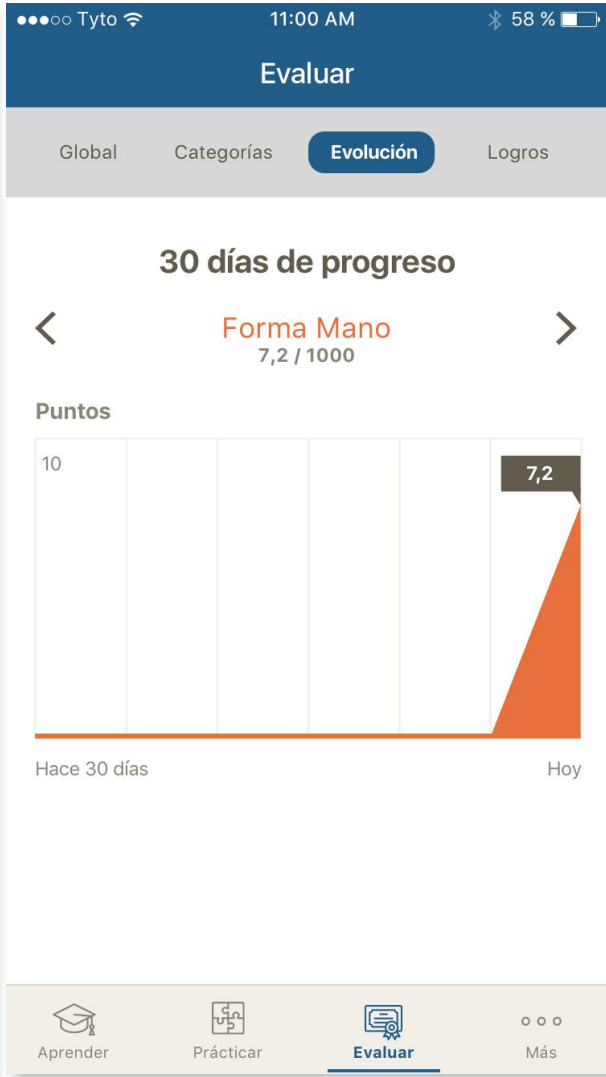 Tyto 11:00 AM 58 %
Evaluar
Global Categorías Evolución Logros
30 días de progreso
Forma Mano
7,2 / 1000
Puntos
10
7,2
Hace 30 días Hoy
Aprender Prácticar Evaluar Más